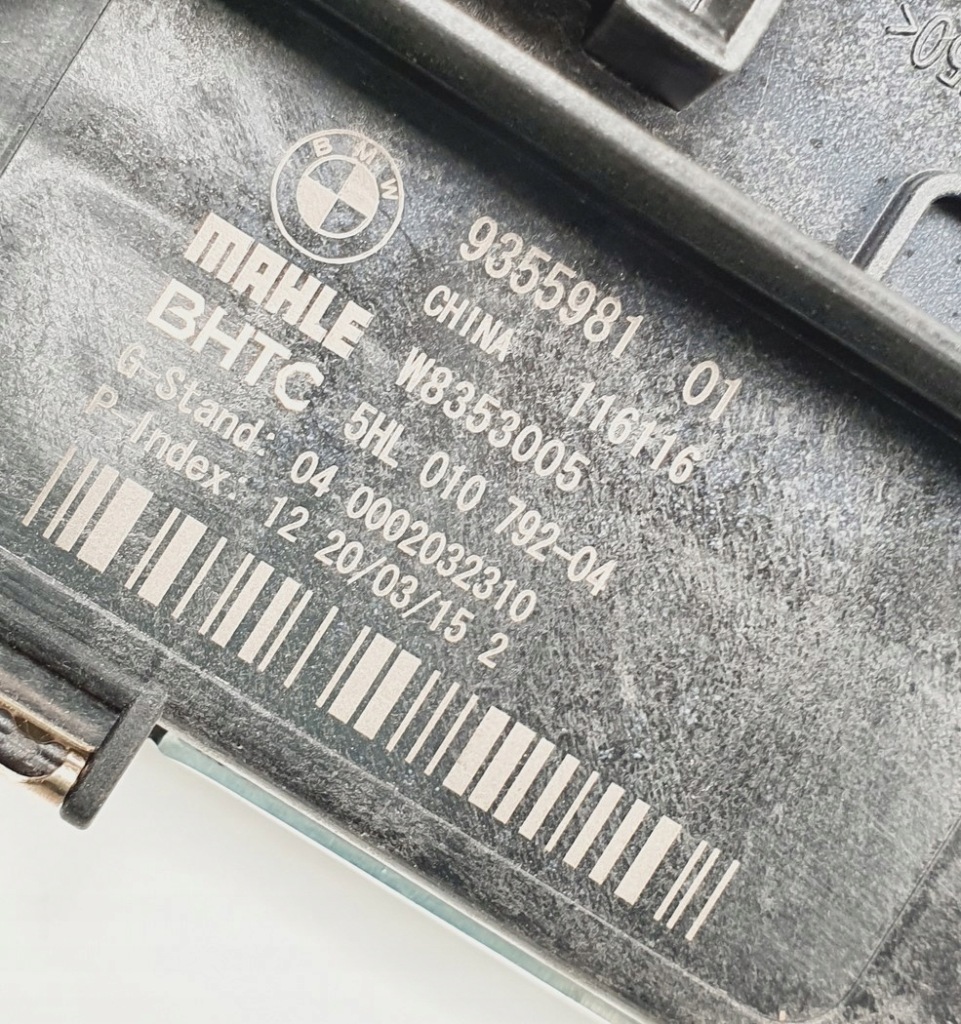 BMW
9355981 01
MAHLE CHINA 116116
BHTC W8353005
5HL 010 792-04
G-Stand: 04 0002032310
P-Index.: 12 20/03/15 2